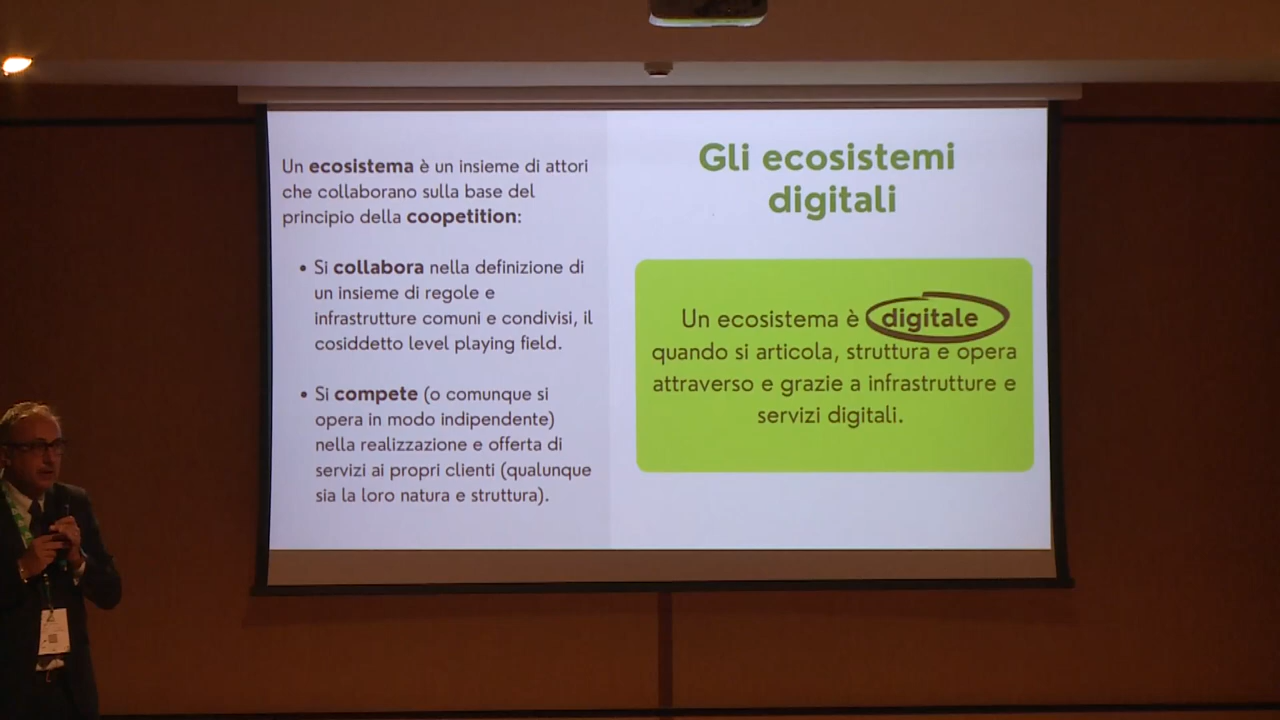 Un ecosistema è un insieme di attori
che collaborano sulla base del
principio della coopetition:
• Si collabora nella definizione di
un insieme di regole e
infrastrutture comuni e condivisi, il
cosiddetto level playing field.
• Si compete (o comunque si
opera in modo indipendente)
nella realizzazione e offerta di
servizi ai propri clienti (qualunque
sia la loro natura e struttura).
Gli ecosistemi
digitali
Un ecosistema è digitale
quando si articola, struttura e opera
attraverso e grazie a infrastrutture e
servizi digitali.